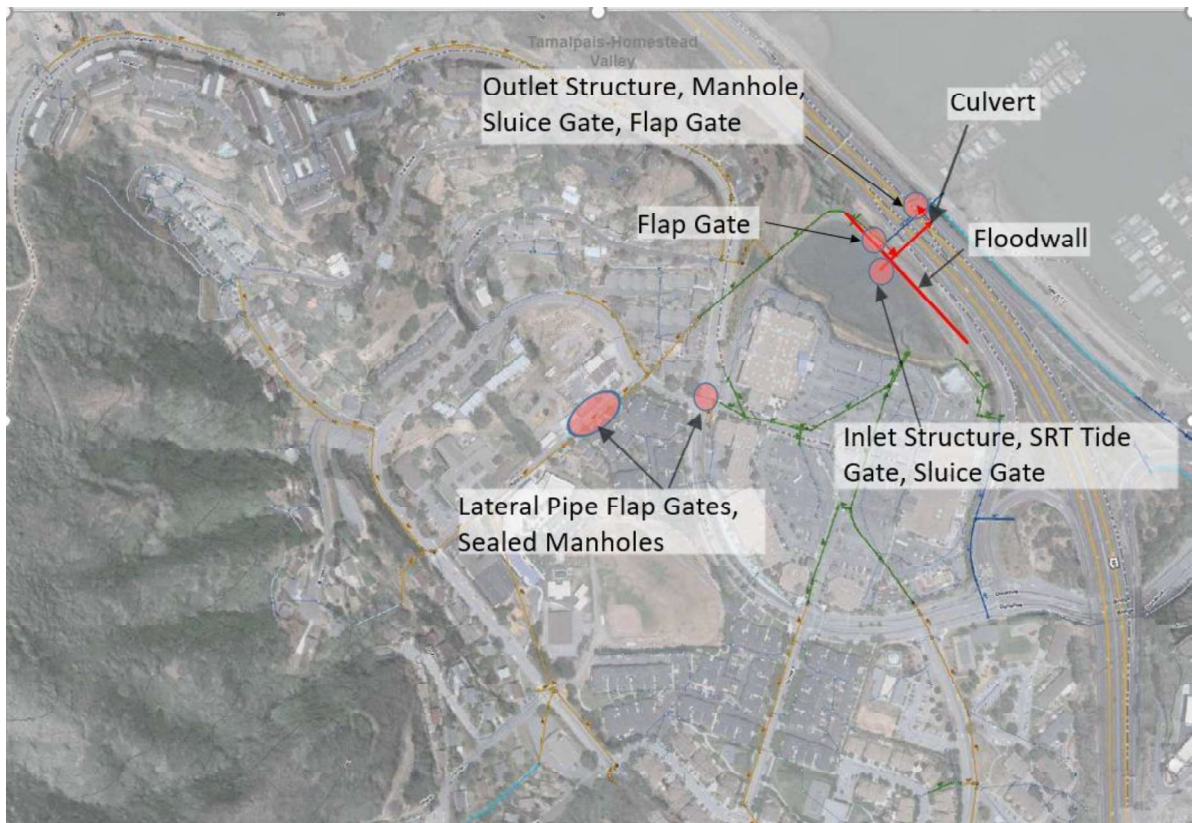 Tamalpais-Homestead
Valley
Outlet Structure, Manhole,
Sluice Gate, Flap Gate
Culvert
Flap Gate
Floodwall
Inlet Structure, SRT Tide
Gate, Sluice Gate
Lateral Pipe Flap Gates,
Sealed Manholes